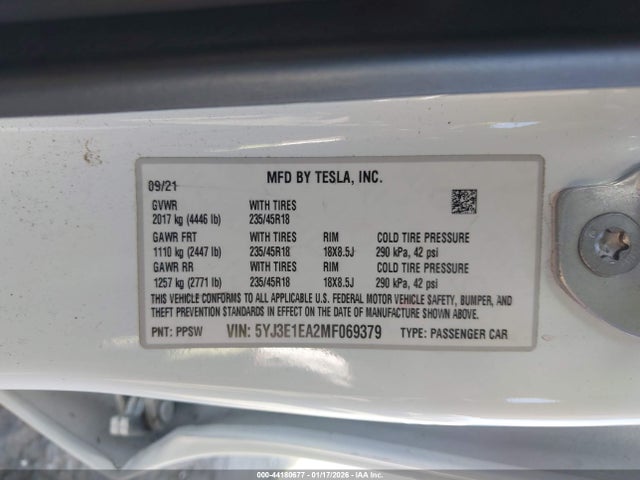 MFD BY TESLA, INC.
09/21
GVWR WITH TIRES
2017 kg (4446 lb) 235/45R18
GAWR FRT WITH TIRES RIM COLD TIRE PRESSURE
1110 kg (2447 lb) 235/45R18 18X8.5J 290 kPa, 42 psi
GAWR RR WITH TIRES RIM COLD TIRE PRESSURE
1257 kg (2771 lb) 235/45R18 18X8.5J 290 kPa, 42 psi
THIS VEHICLE CONFORMS TO ALL APPLICABLE U.S. FEDERAL MOTOR VEHICLE SAFETY, BUMPER, AND
THEFT PREVENTION STANDARDS IN EFFECT ON THE DATE OF MANUFACTURE SHOWN ABOVE.
PNT: PPSW VIN: 5YJ3E1EA2MF069379 TYPE: PASSENGER CAR
000-44180677 - 01/17/2026 - IAA Inc.